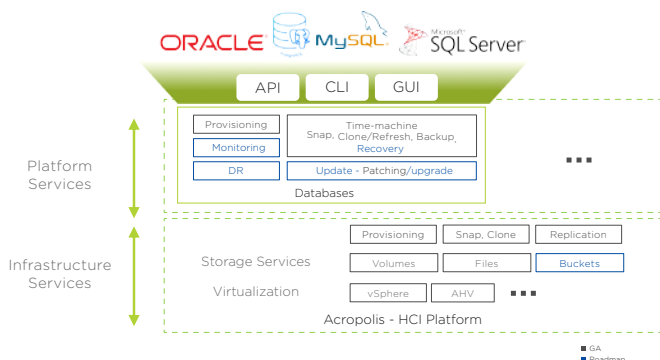 ORACLE
MySQL
Microsoft
SQL Server
API CLI GUI
Provisioning
Monitoring
DR
Time-machine
Snap, Clone/Refresh, Backup,
Recovery
Update - Patching/upgrade
Databases
Platform
Services
Infrastructure
Services
Provisioning Snap, Clone Replication
Storage Services
Volumes Files Buckets
Virtualization
vSphere AHV
Acropolis - HCI Platform
GA
Roadmap